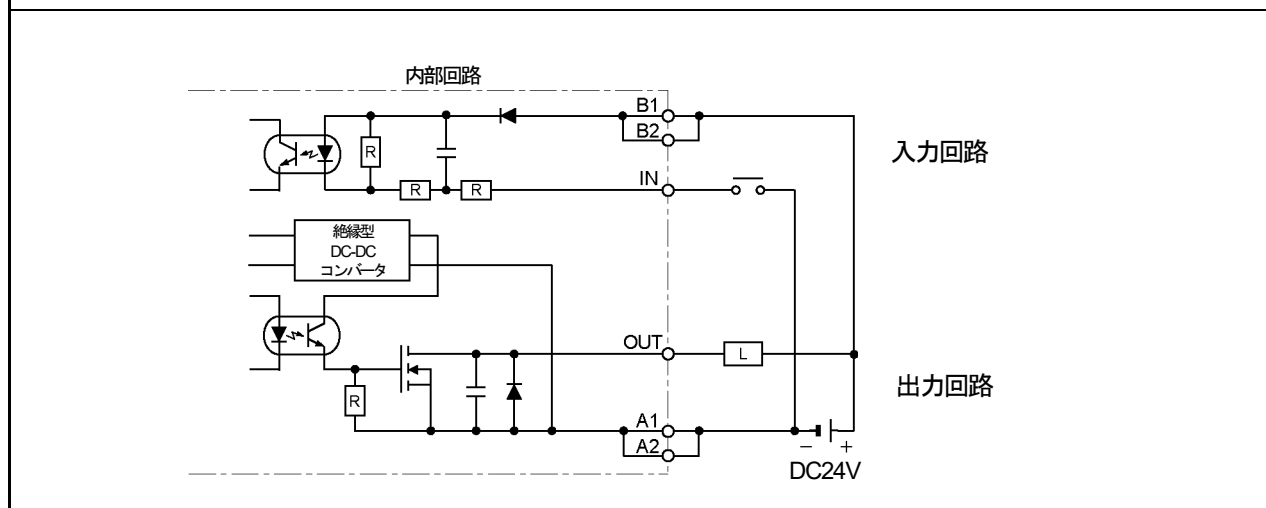 内部回路
B1
B2
入力回路
R
IN
R
R
絶縁型
DC-DC
コンバータ
OUT
L
出力回路
R
A1
A2
− +
DC24V